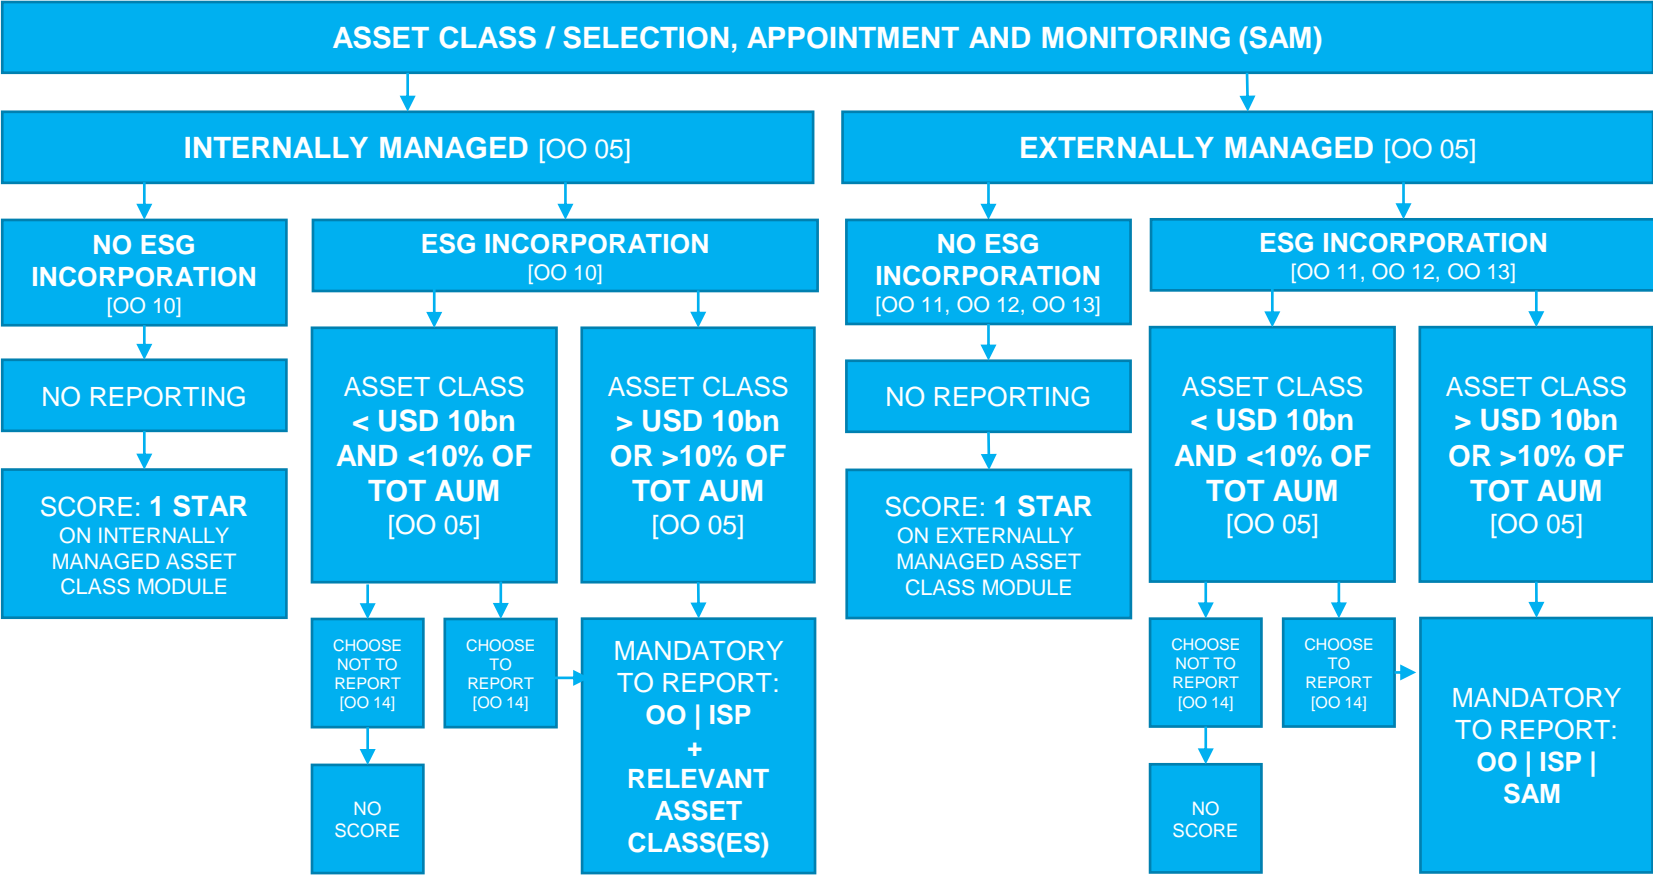 ASSET CLASS / SELECTION, APPOINTMENT AND MONITORING (SAM)
INTERNALLY MANAGED [OO 05]
EXTERNALLY MANAGED [OO 05]
NO ESG
INCORPORATION
[OO 10]
ESG INCORPORATION
[OO 10]
NO ESG
INCORPORATION
[OO 11, OO 12, OO 13]
ESG INCORPORATION
[OO 11, OO 12, OO 13]
NO REPORTING
ASSET CLASS
< USD 10bn
AND <10% OF
TOT AUM
[OO 05]
ASSET CLASS
> USD 10bn
OR >10% OF
TOT AUM
[OO 05]
NO REPORTING
ASSET CLASS
< USD 10bn
AND <10% OF
TOT AUM
[OO 05]
ASSET CLASS
> USD 10bn
OR >10% OF
TOT AUM
[OO 05]
SCORE: 1 STAR
ON INTERNALLY
MANAGED ASSET
CLASS MODULE
SCORE: 1 STAR
ON EXTERNALLY
MANAGED ASSET
CLASS MODULE
CHOOSE
NOT TO
REPORT
[OO 14]
CHOOSE
TO
REPORT
[OO 14]
MANDATORY
TO REPORT:
OO | ISP
+
RELEVANT
ASSET
CLASS(ES)
CHOOSE
NOT TO
REPORT
[OO 14]
CHOOSE
TO
REPORT
[OO 14]
MANDATORY
TO REPORT:
OO | ISP |
SAM
NO
SCORE
NO
SCORE